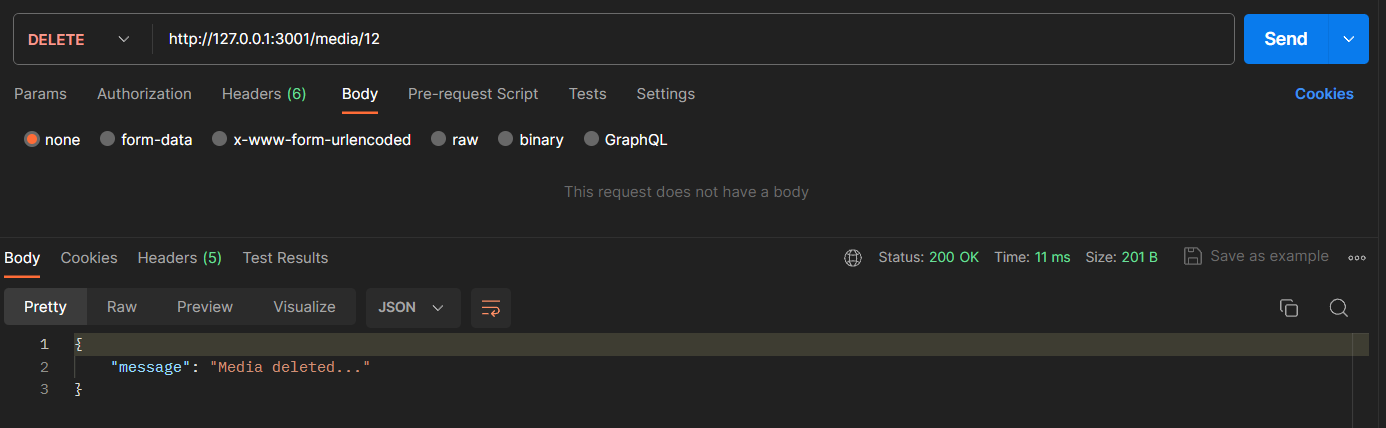 DELETE http://127.0.0.1:3001/media/12 Send
Params Authorization Headers (6) Body Pre-request Script Tests Settings Cookies
none form-data x-www-form-urlencoded raw binary GraphQL
This request does not have a body
Body Cookies Headers (5) Test Results Status: 200 OK Time: 11 ms Size: 201 B Save as example
Pretty Raw Preview Visualize JSON
1 {
2 "message": "Media deleted..."
3 }